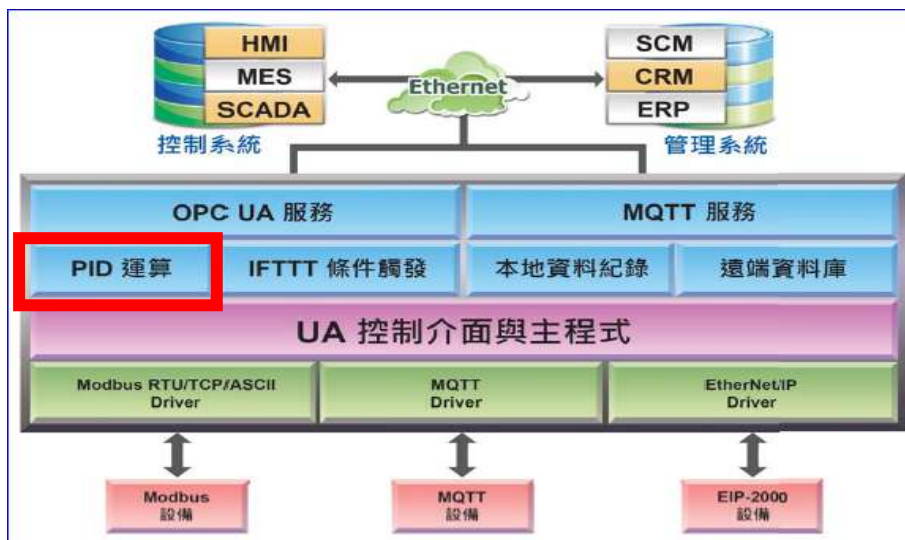 HMI
MES
SCADA
控制系統
Ethernet
SCM
CRM
ERP
管理系統
OPC UA 服務
MQTT 服務
PID 運算
IFTTT 條件觸發
本地資料紀錄
遠端資料庫
UA 控制介面與主程式
Modbus RTU/TCP/ASCII
Driver
MQTT
Driver
EtherNet/IP
Driver
Modbus
設備
MQTT
設備
EIP-2000
設備